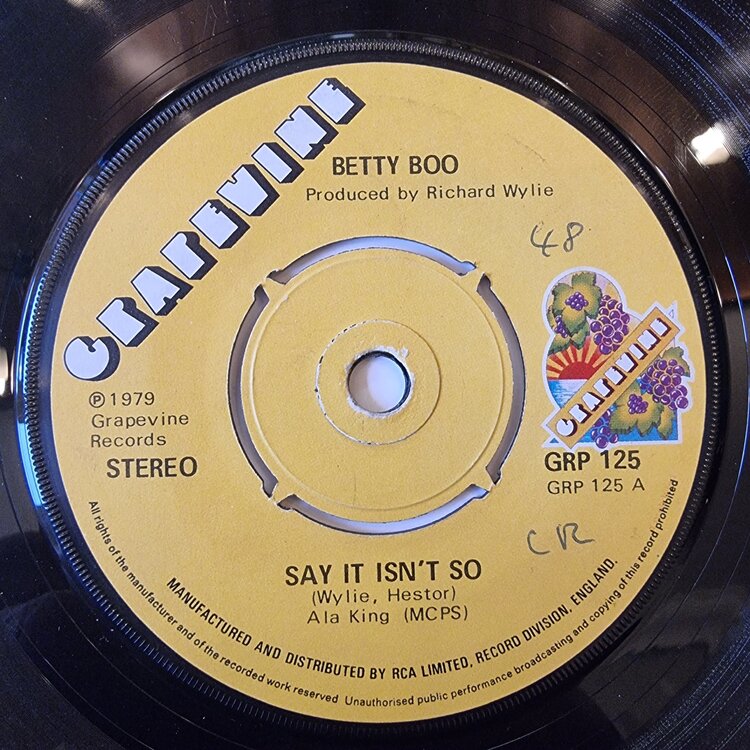 GRAPEVINE
BETTY BOO
Produced by Richard Wylie
48
GRAPEVINE
℗ 1979
Grapevine
Records
STEREO
GRP 125
GRP 125 A
CR
SAY IT ISN'T SO
(Wylie, Hestor)
Ala King (MCPS)
MANUFACTURED AND DISTRIBUTED BY RCA LIMITED, RECORD DIVISION, ENGLAND.
All rights of the manufacturer and of the recorded work reserved Unauthorised public performance broadcasting and copying of this record prohibited